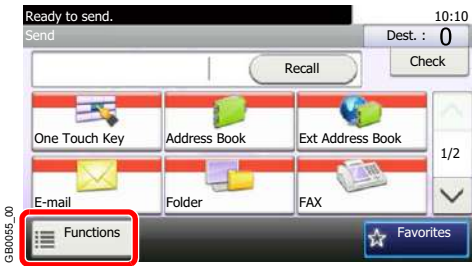 Ready to send.
10:10
Send
Dest. : 0
Recall
Check
One Touch Key
Address Book
Ext Address Book
1/2
E-mail
Folder
FAX
Functions
Favorites
GB0055_00